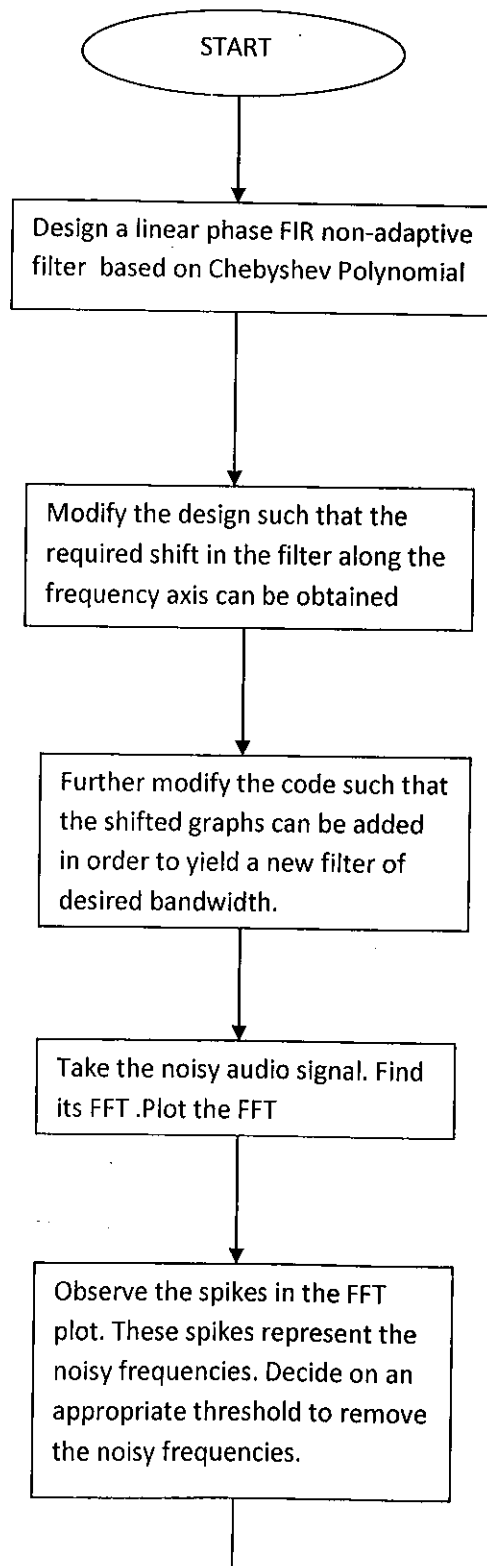 START
Design a linear phase FIR non-adaptive
filter based on Chebyshev Polynomial
Modify the design such that the
required shift in the filter along the
frequency axis can be obtained
Further modify the code such that
the shifted graphs can be added
in order to yield a new filter of
desired bandwidth.
Take the noisy audio signal. Find
its FFT .Plot the FFT
Observe the spikes in the FFT
plot. These spikes represent the
noisy frequencies. Decide on an
appropriate threshold to remove
the noisy frequencies.